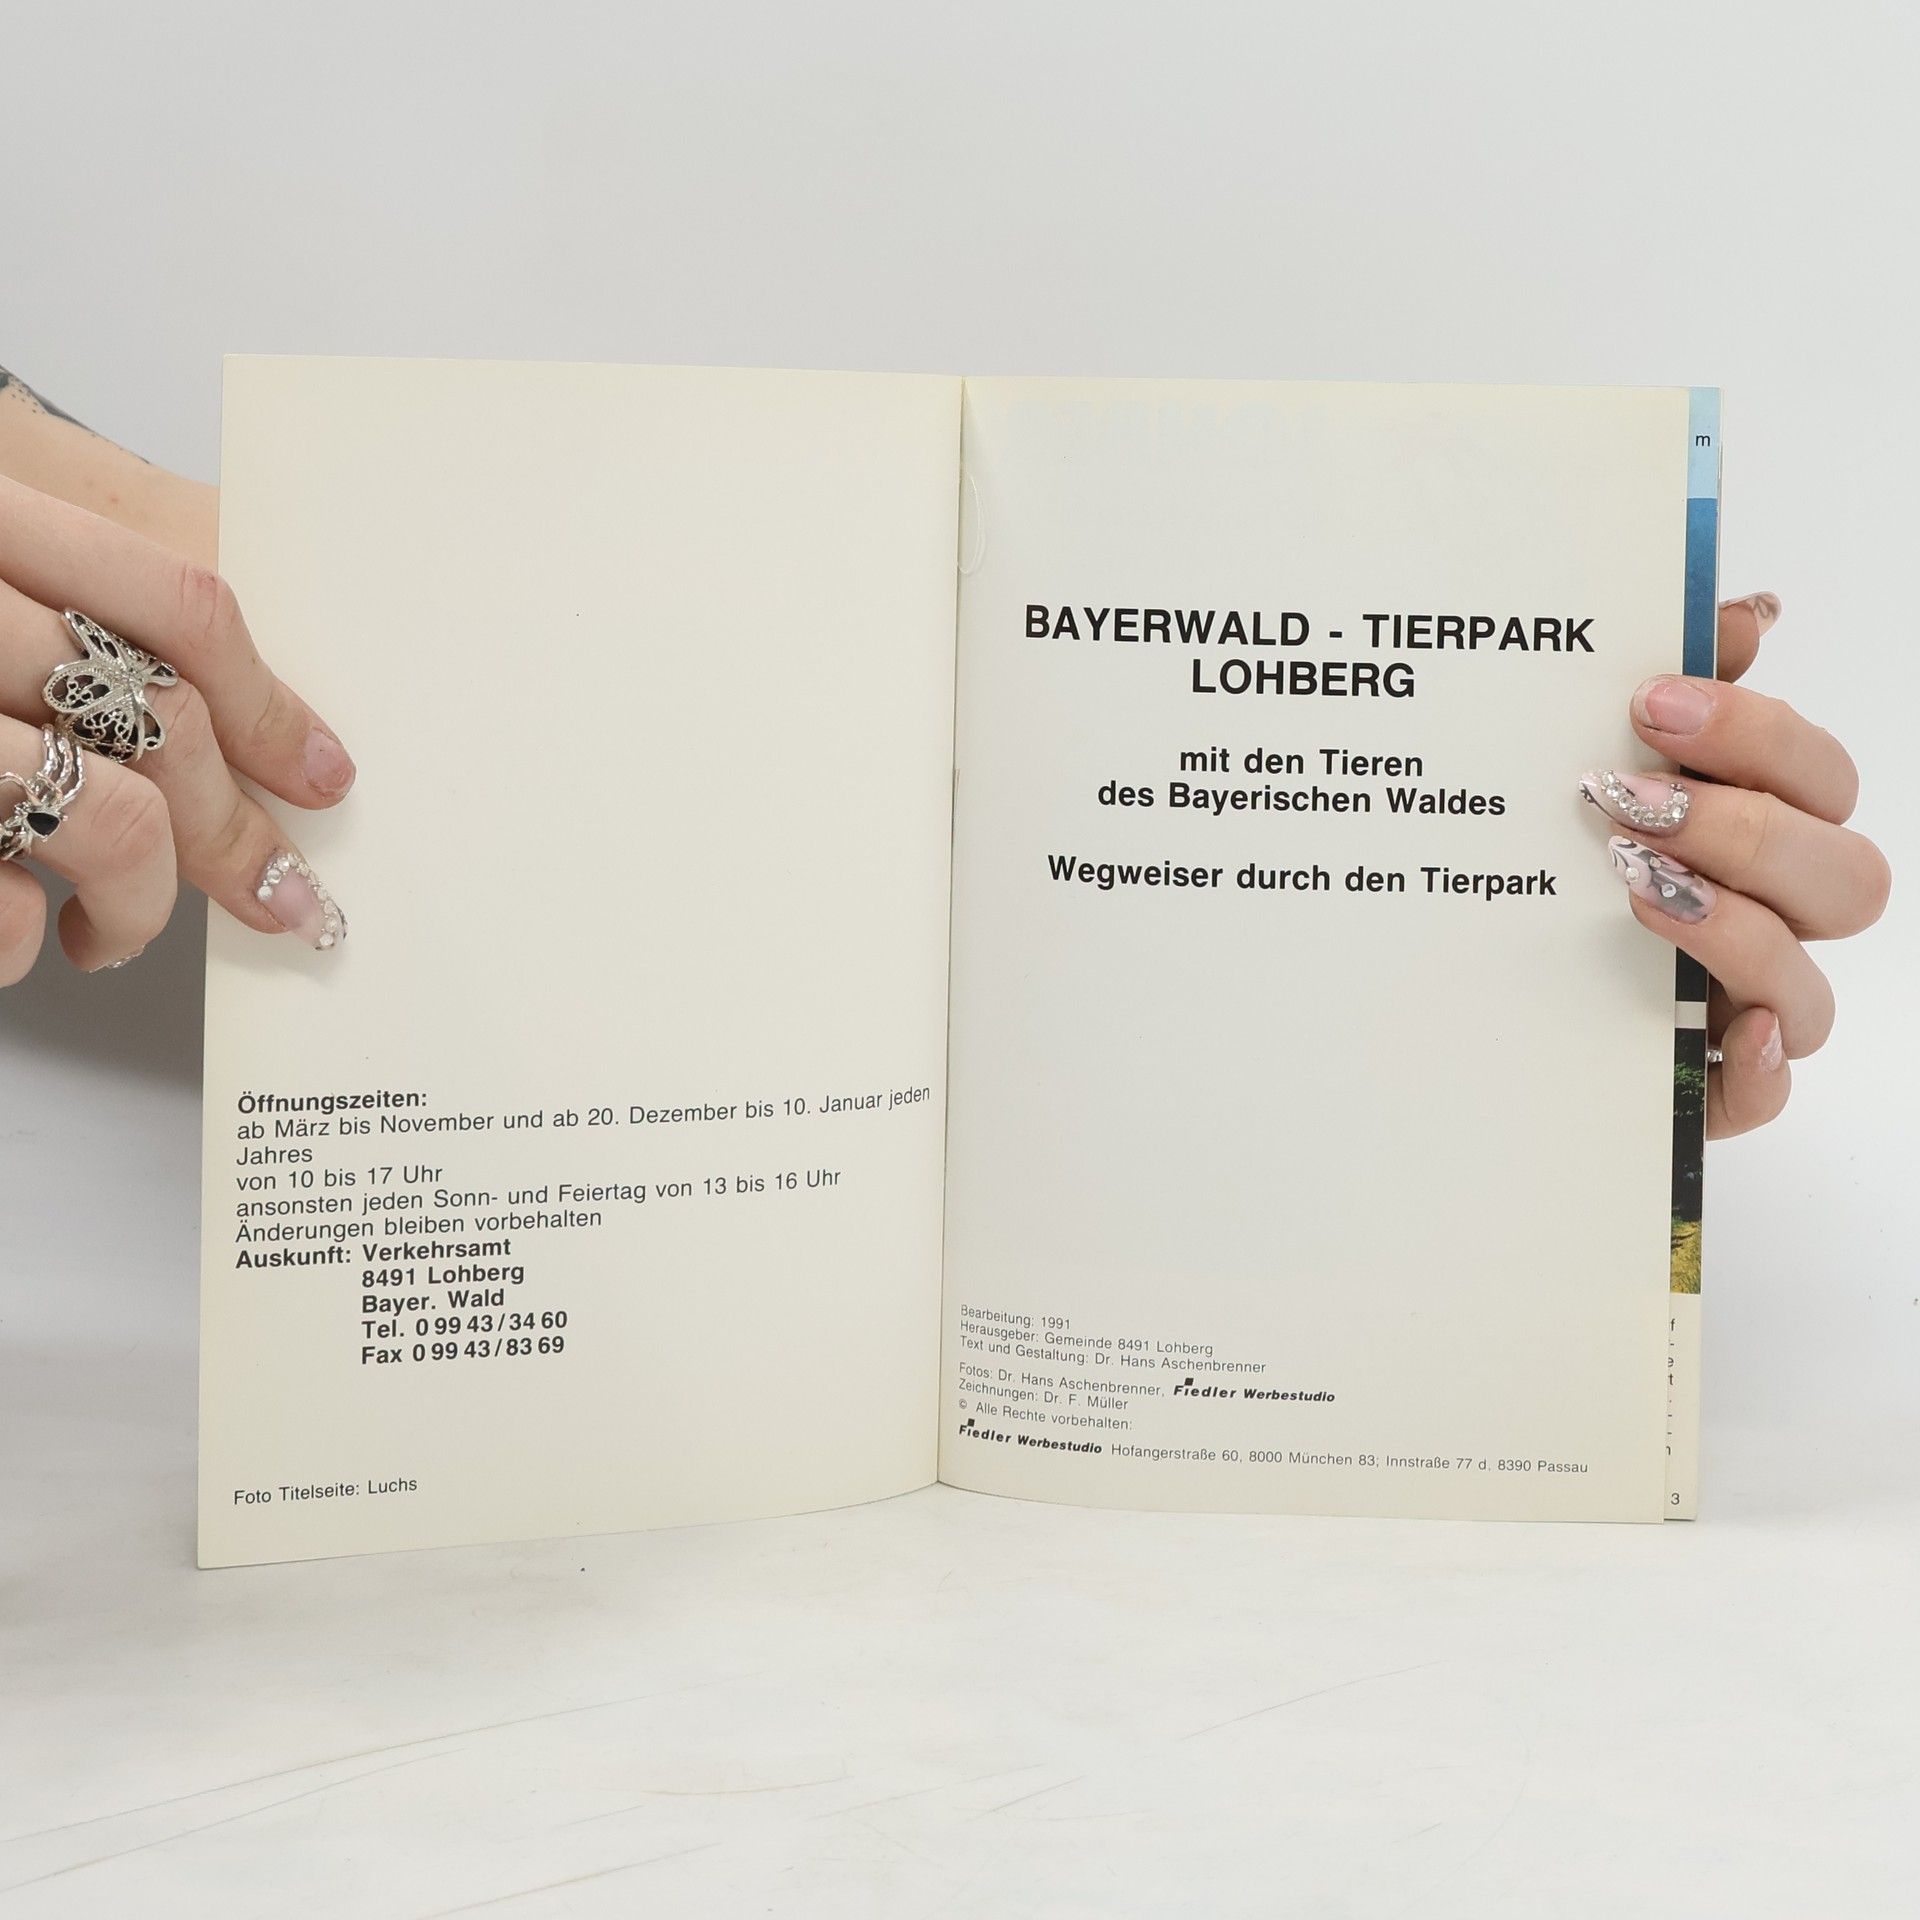 Öffnungszeiten:
ab März bis November und ab 20. Dezember bis 10. Januar jeden
Jahres
von 10 bis 17 Uhr
ansonsten jeden Sonn- und Feiertag von 13 bis 16 Uhr
Änderungen bleiben vorbehalten
Auskunft: Verkehrsamt
8491 Lohberg
Bayer. Wald
Tel. 0 99 43 / 34 60
Fax 0 99 43 / 83 69
Foto Titelseite: Luchs
BAYERWALD - TIERPARK
LOHBERG
mit den Tieren
des Bayerischen Waldes
Wegweiser durch den Tierpark
Bearbeitung: 1991
Herausgeber: Gemeinde 8491 Lohberg
Text und Gestaltung: Dr. Hans Aschenbrenner
Fotos: Dr. Hans Aschenbrenner, Fiedler Werbestudio
Zeichnungen: Dr. F. Müller
© Alle Rechte vorbehalten:
Fiedler Werbestudio Hofangerstraße 60, 8000 München 83; Innstraße 77 d, 8390 Passau
m
3